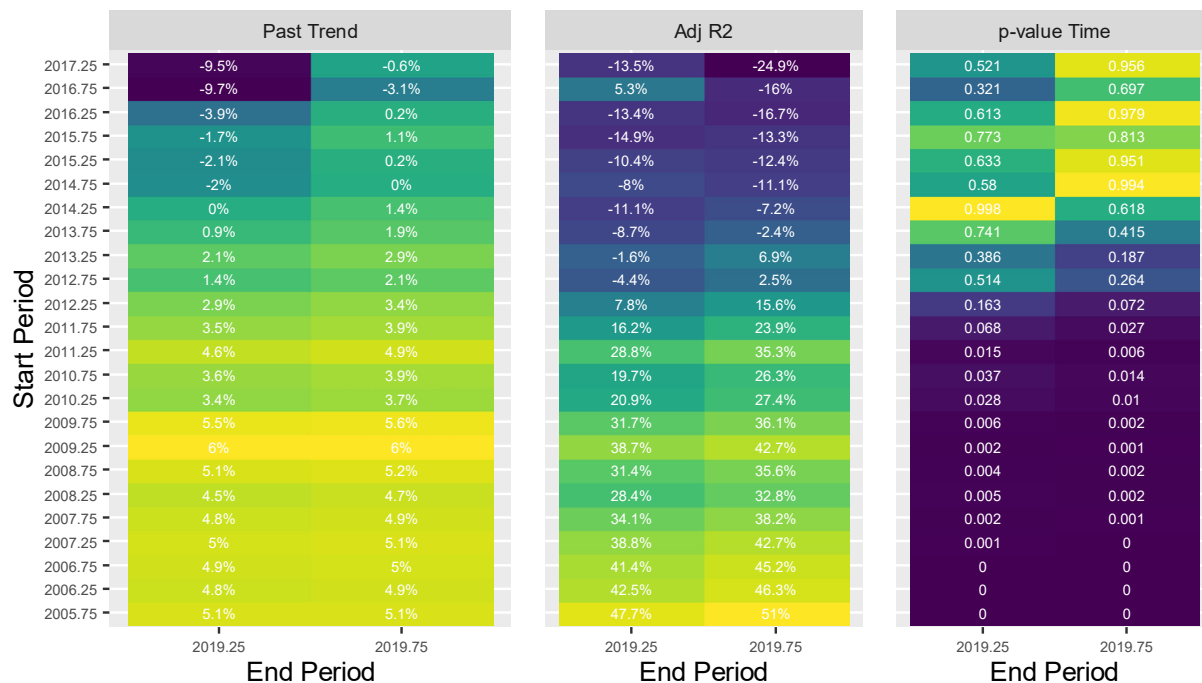 Past Trend Adj R2 p-value Time
2017.25 -9.5% -0.6% -13.5% -24.9% 0.521 0.956
2016.75 -9.7% -3.1% 5.3% -16% 0.321 0.697
2016.25 -3.9% 0.2% -13.4% -16.7% 0.613 0.979
2015.75 -1.7% 1.1% -14.9% -13.3% 0.773 0.813
2015.25 -2.1% 0.2% -10.4% -12.4% 0.633 0.951
2014.75 -2% 0% -8% -11.1% 0.58 0.994
2014.25 0% 1.4% -11.1% -7.2% 0.998 0.618
2013.75 0.9% 1.9% -8.7% -2.4% 0.741 0.415
2013.25 2.1% 2.9% -1.6% 6.9% 0.386 0.187
2012.75 1.4% 2.1% -4.4% 2.5% 0.514 0.264
2012.25 2.9% 3.4% 7.8% 15.6% 0.163 0.072
2011.75 3.5% 3.9% 16.2% 23.9% 0.068 0.027
2011.25 4.6% 4.9% 28.8% 35.3% 0.015 0.006
2010.75 3.6% 3.9% 19.7% 26.3% 0.037 0.014
2010.25 3.4% 3.7% 20.9% 27.4% 0.028 0.01
2009.75 5.5% 5.6% 31.7% 36.1% 0.006 0.002
2009.25 6% 6% 38.7% 42.7% 0.002 0.001
2008.75 5.1% 5.2% 31.4% 35.6% 0.004 0.002
2008.25 4.5% 4.7% 28.4% 32.8% 0.005 0.002
2007.75 4.8% 4.9% 34.1% 38.2% 0.002 0.001
2007.25 5% 5.1% 38.8% 42.7% 0.001 0
2006.75 4.9% 5% 41.4% 45.2% 0 0
2006.25 4.8% 4.9% 42.5% 46.3% 0 0
2005.75 5.1% 5.1% 47.7% 51% 0 0
Start Period
2019.25 2019.75 2019.25 2019.75 2019.25 2019.75
End Period End Period End Period